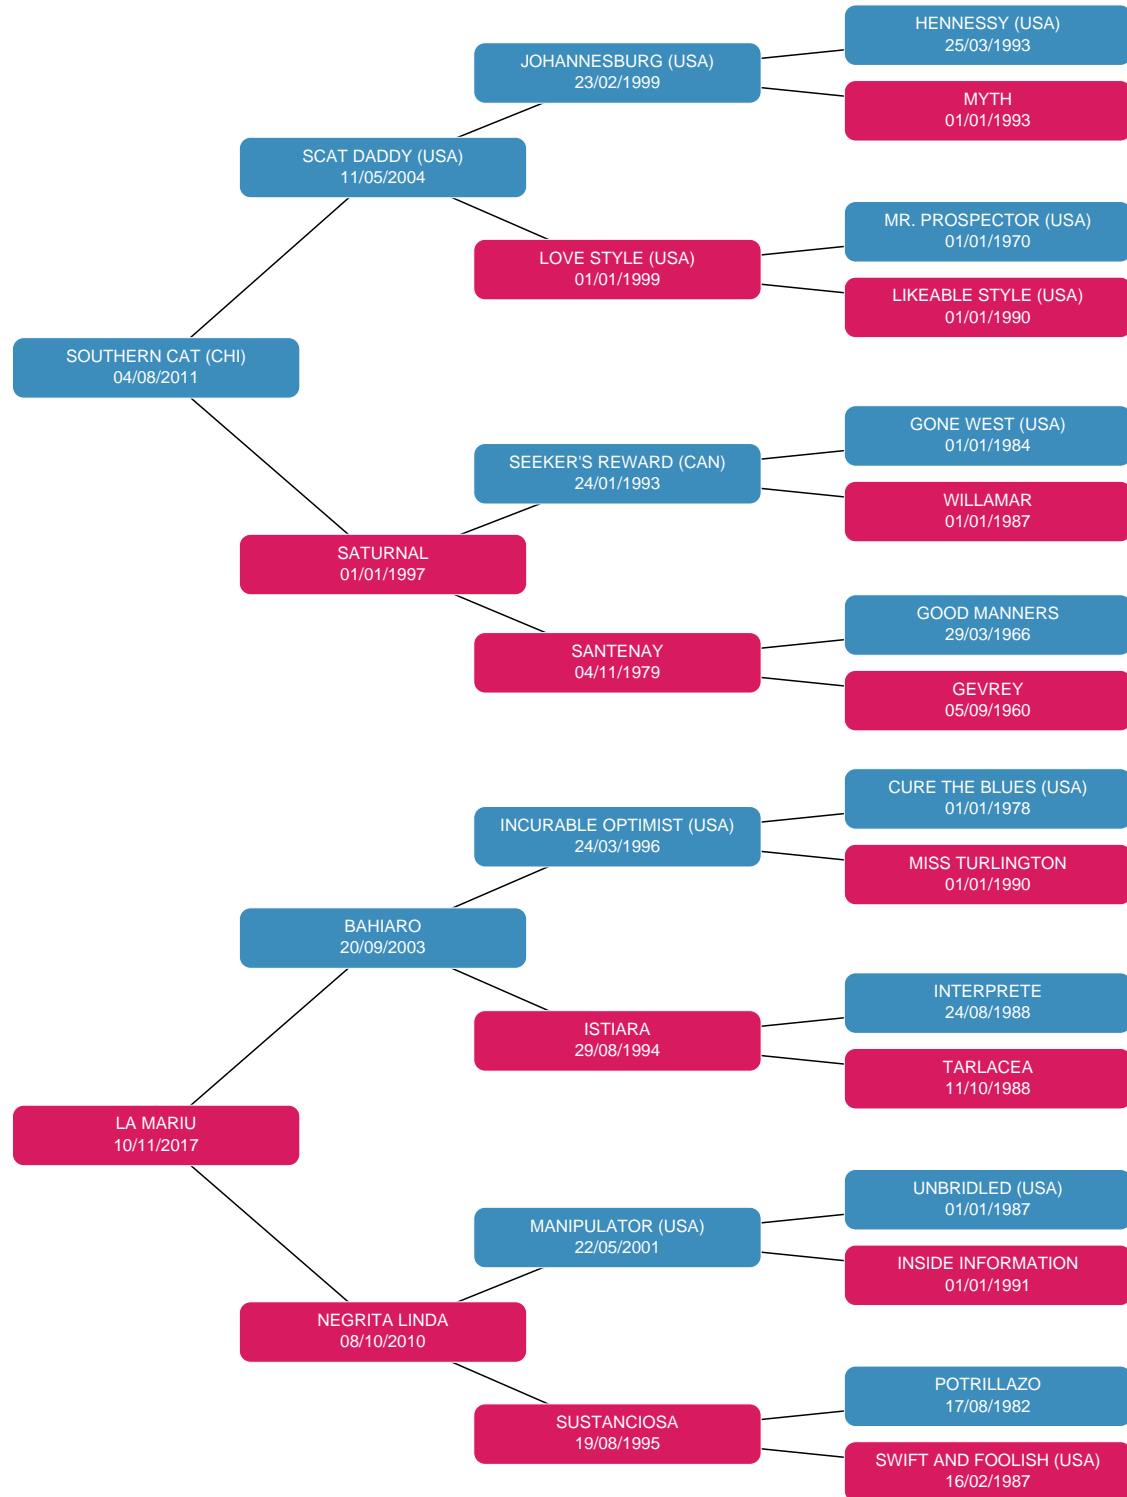 HENNESSY (USA)
25/03/1993
JOHANNESBURG (USA)
23/02/1999
MYTH
01/01/1993
SCAT DADDY (USA)
11/05/2004
MR. PROSPECTOR (USA)
01/01/1970
LOVE STYLE (USA)
01/01/1999
LIKEABLE STYLE (USA)
01/01/1990
SOUTHERN CAT (CHI)
04/08/2011
GONE WEST (USA)
01/01/1984
SEEKER'S REWARD (CAN)
24/01/1993
WILLAMAR
01/01/1987
SATURNAL
01/01/1997
GOOD MANNERS
29/03/1966
SANTENAY
04/11/1979
GEVREY
05/09/1960
CURE THE BLUES (USA)
01/01/1978
INCURABLE OPTIMIST (USA)
24/03/1996
MISS TURLINGTON
01/01/1990
BAHIARO
20/09/2003
INTERPRETE
24/08/1988
ISTIARA
29/08/1994
TARLACEA
11/10/1988
LA MARIU
10/11/2017
UNBRIDLED (USA)
01/01/1987
MANIPULATOR (USA)
22/05/2001
INSIDE INFORMATION
01/01/1991
NEGRITA LINDA
08/10/2010
POTRILLAZO
17/08/1982
SUSTANCIOSA
19/08/1995
SWIFT AND FOOLISH (USA)
16/02/1987